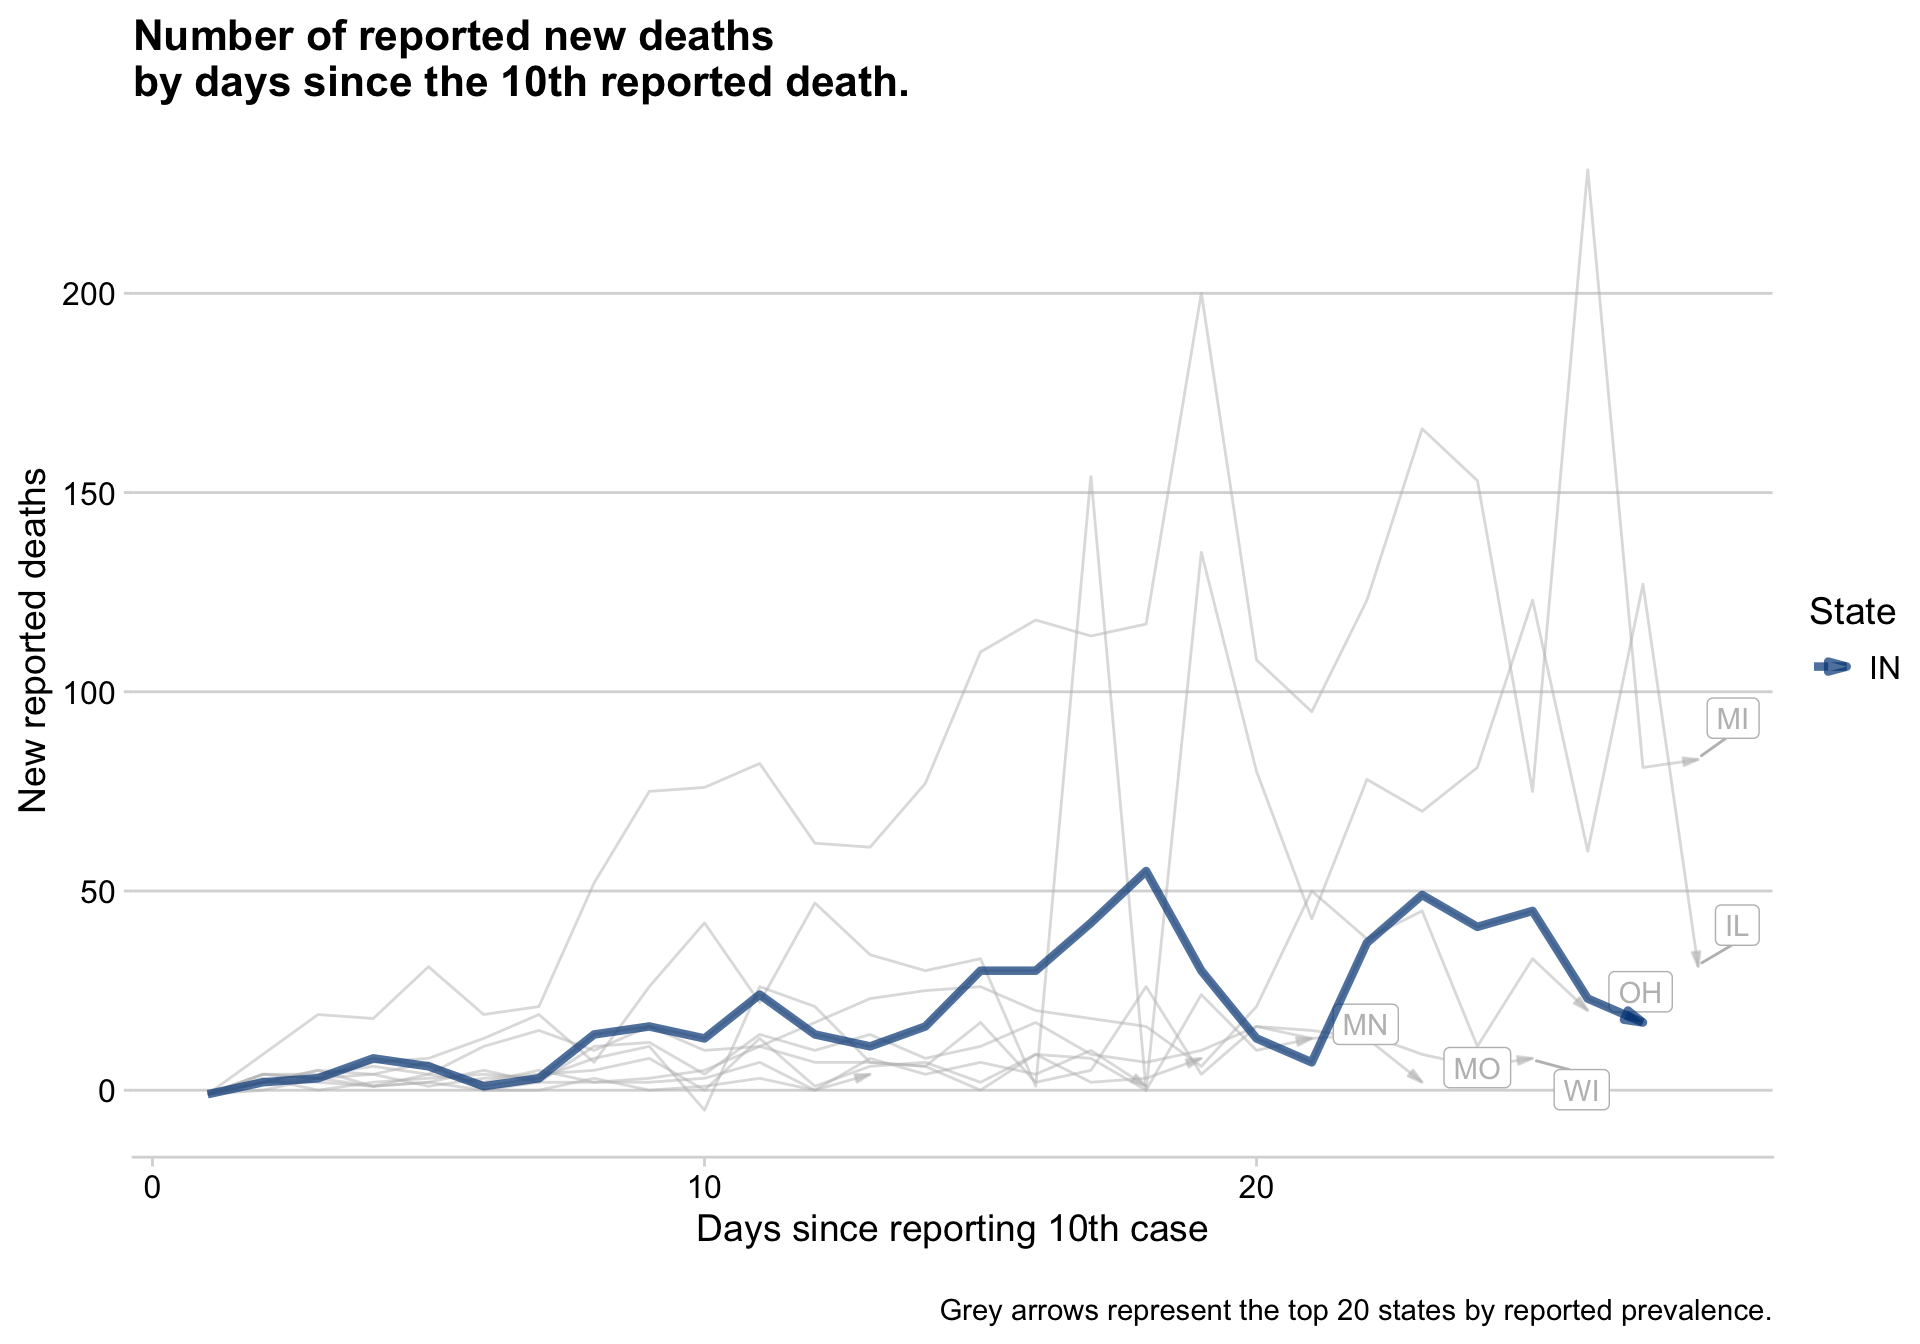 Number of reported new deaths
by days since the 10th reported death.
New reported deaths
200
150
100
50
0
MI
IL
OH
MN
MO
WI
State
IN
0
10
20
Days since reporting 10th case
Grey arrows represent the top 20 states by reported prevalence.